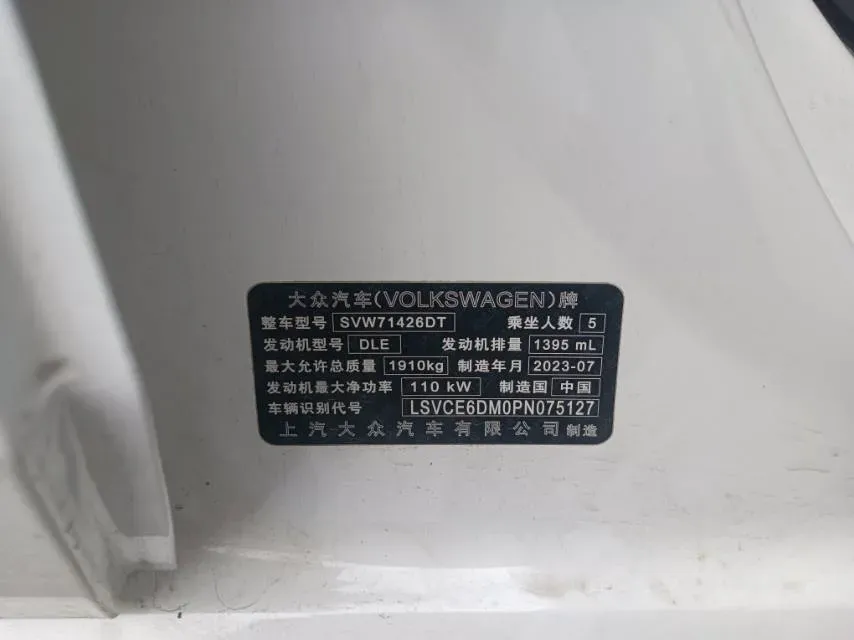 大众汽车(VOLKSWAGEN)牌
整车型号 SVW71426DT 乘坐人数 5
发动机型号 DLE 发动机排量 1395 mL
最大允许总质量 1910kg 制造年月 2023-07
发动机最大净功率 110 kW 制造国 中国
车辆识别代号 LSVCE6DM0PN075127
上汽大众汽车有限公司 制造